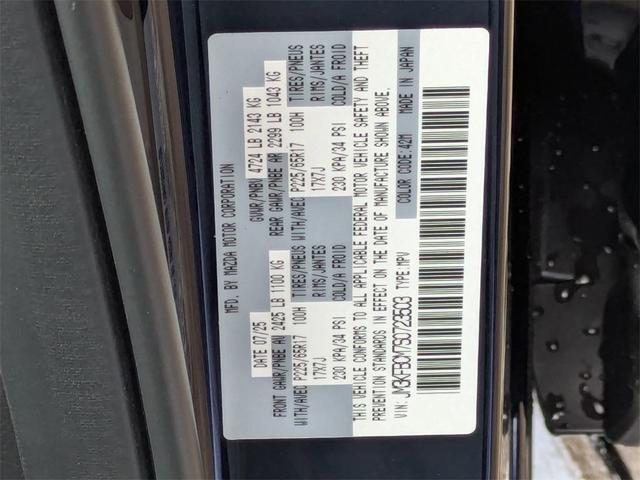 MFD. BY MAZDA MOTOR CORPORATION
DATE 07/25 GVWR/PNBV 4724 LB 2143 KG
FRONT GAWR/PNBE AV 2425 LB 1100 KG REAR GAWR/PNBE AR 2299 LB 1043 KG
WITH/AVEC P225/65R17 100H TIRES/PNEUS WITH/AVEC P225/65R17 100H TIRES/PNEUS
17X7J RIMS/JANTES 17X7J RIMS/JANTES
230 KPA/34 PSI COLD/A FROID 230 KPA/34 PSI COLD/A FROID
THIS VEHICLE CONFORMS TO ALL APPLICABLE FEDERAL MOTOR VEHICLE SAFETY AND THEFT
PREVENTION STANDARDS IN EFFECT ON THE DATE OF MANUFACTURE SHOWN ABOVE.
VIN: TYPE: MPV COLOR CODE: 42M MADE IN JAPAN